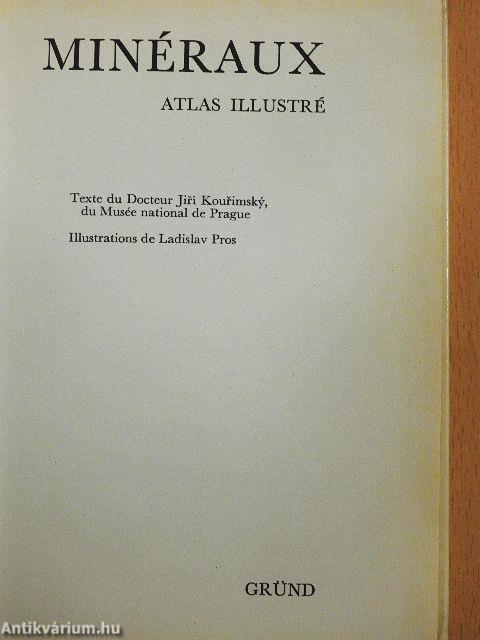 MINÉRAUX
ATLAS ILLUSTRÉ
Texte du Docteur Jiří Kouřimský,
du Musée national de Prague
Illustrations de Ladislav Pros
GRÜND
Antikvárium.hu